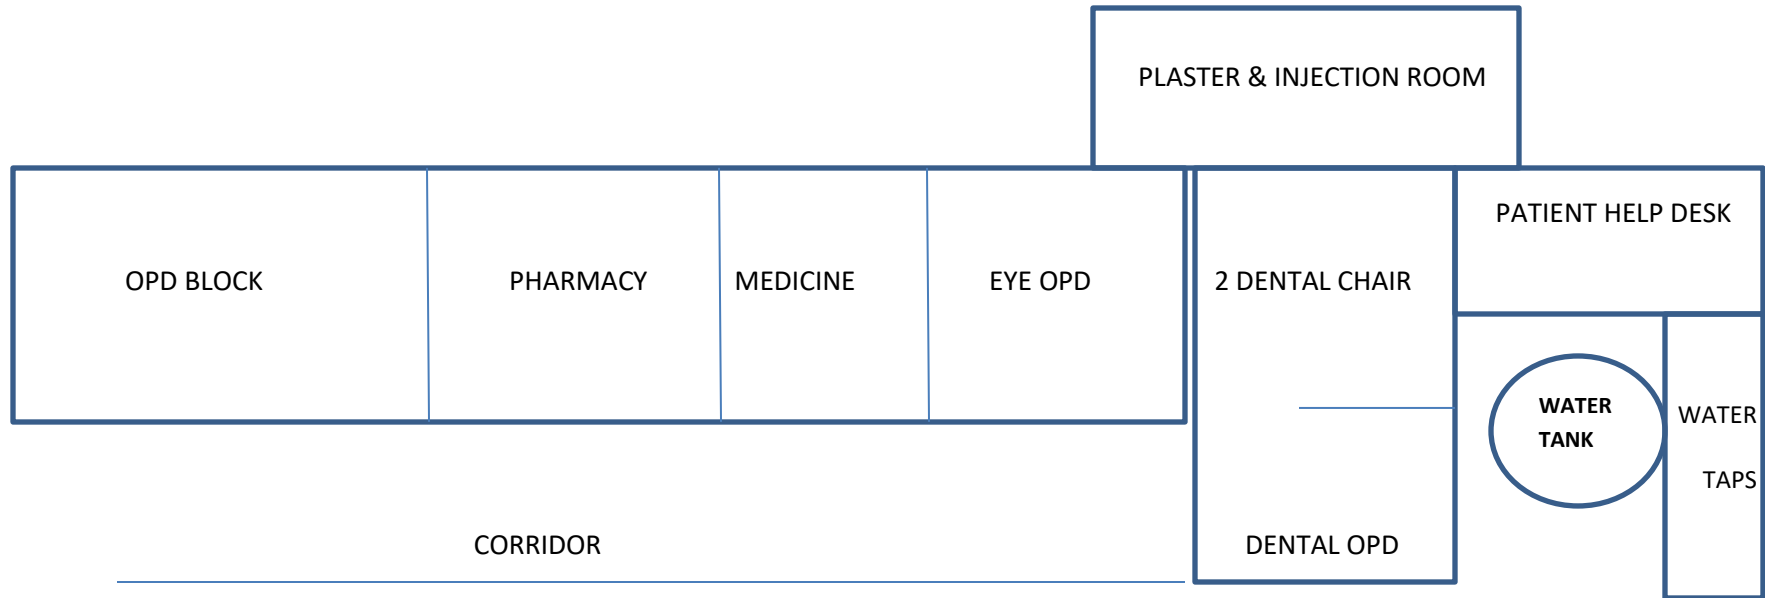 PLASTER & INJECTION ROOM
PATIENT HELP DESK
OPD BLOCK
PHARMACY
MEDICINE
EYE OPD
2 DENTAL CHAIR
WATER
TANK
WATER
TAPS
CORRIDOR
DENTAL OPD